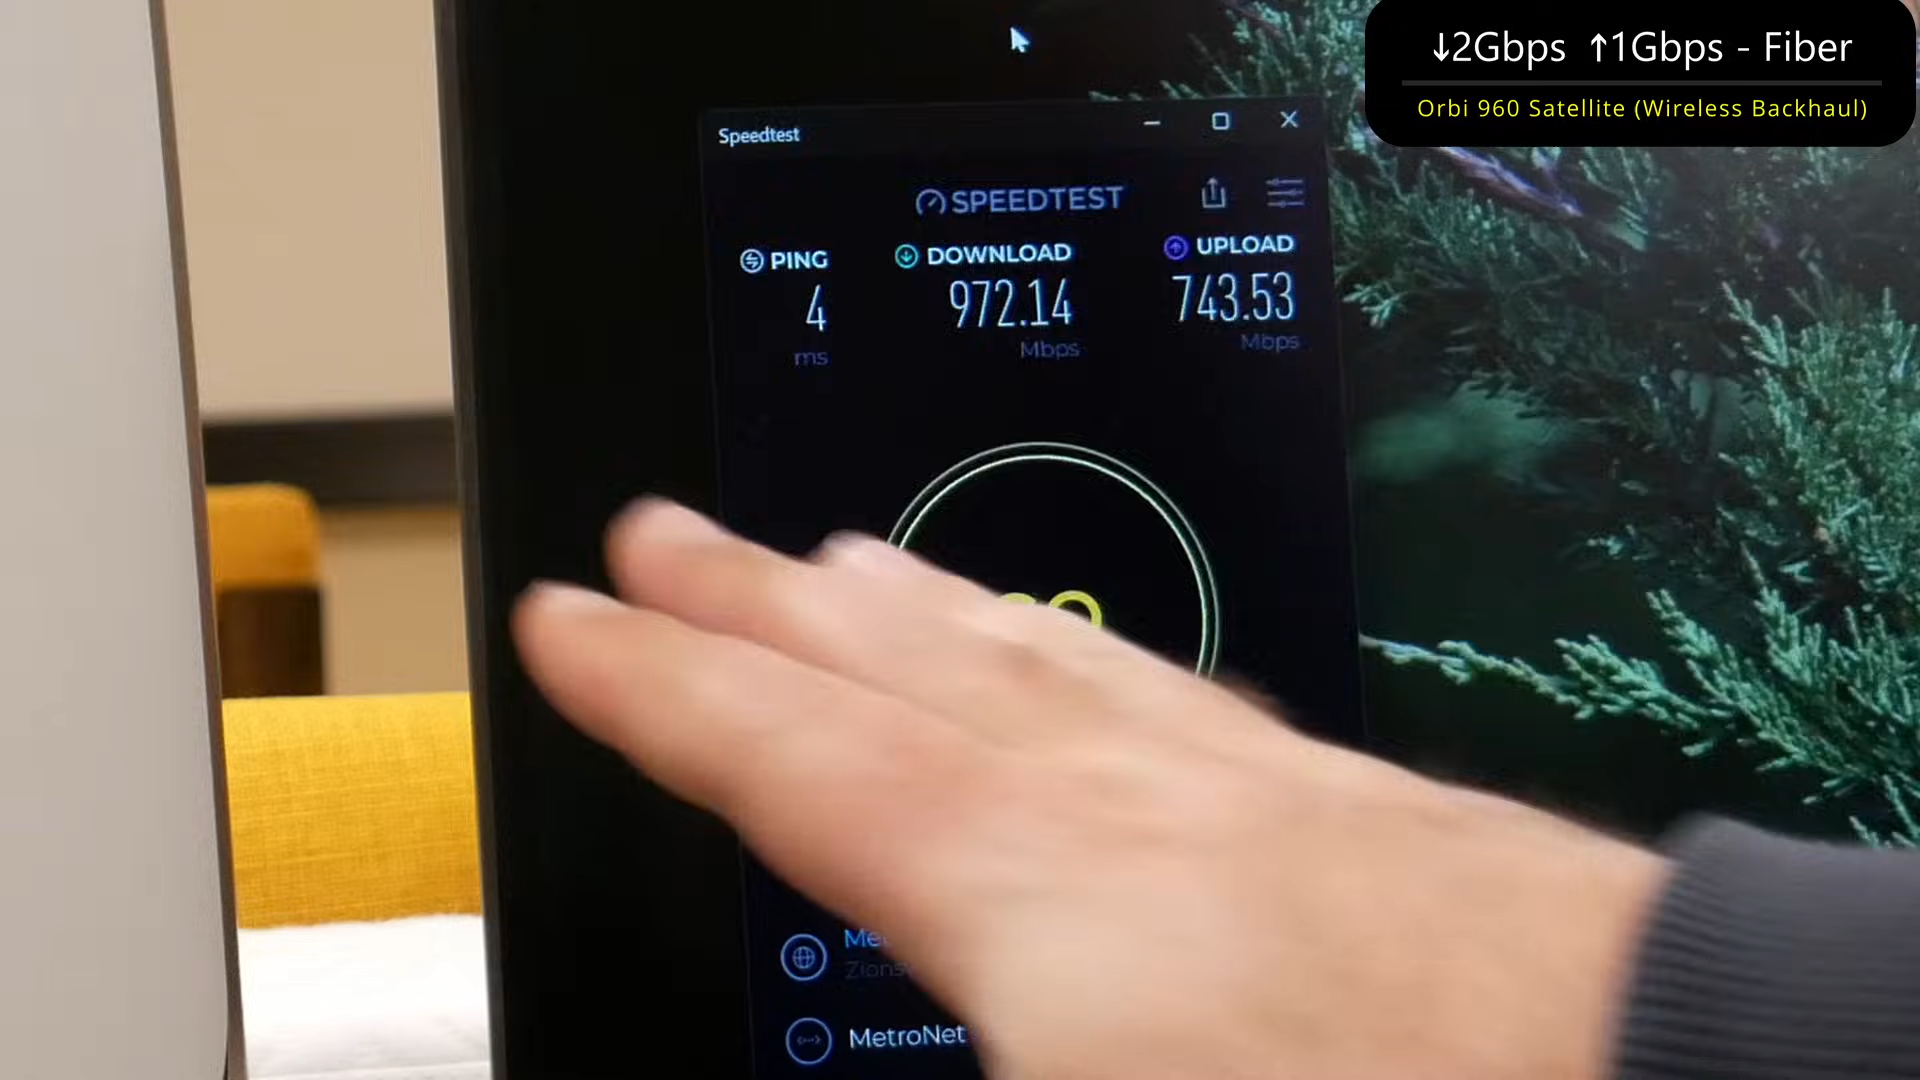 ↓2Gbps ↑1Gbps - Fiber
Orbi 960 Satellite (Wireless Backhaul)
Speedtest
SPEEDTEST
PING
4
ms
DOWNLOAD
972.14
Mbps
UPLOAD
743.53
Mbps
MetroNet